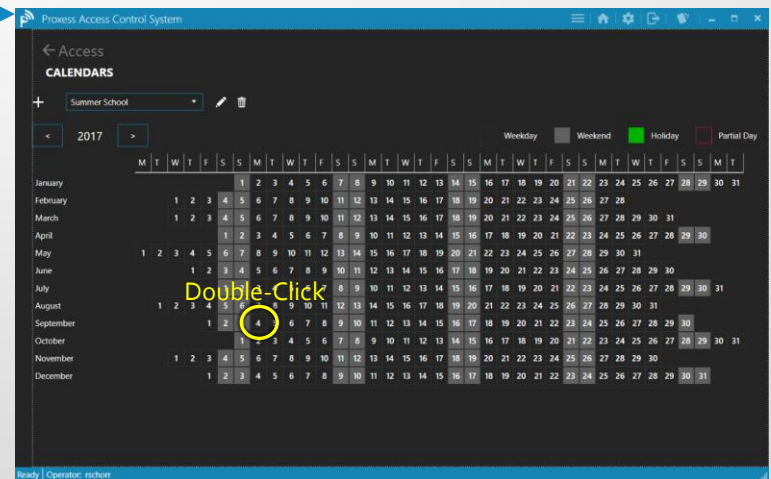 Proxess Access Control System
Access
CALENDARS
Summer School
< 2017 >
Weekday Weekend Holiday Partial Day
M T W T F S S M T W T F S S M T W T F S S M T W T F S S M T W T F S S M T
January 1 2 3 4 5 6 7 8 9 10 11 12 13 14 15 16 17 18 19 20 21 22 23 24 25 26 27 28 29 30 31
February 1 2 3 4 5 6 7 8 9 10 11 12 13 14 15 16 17 18 19 20 21 22 23 24 25 26 27 28
March 1 2 3 4 5 6 7 8 9 10 11 12 13 14 15 16 17 18 19 20 21 22 23 24 25 26 27 28 29 30 31
April 1 2 3 4 5 6 7 8 9 10 11 12 13 14 15 16 17 18 19 20 21 22 23 24 25 26 27 28 29 30
May 1 2 3 4 5 6 7 8 9 10 11 12 13 14 15 16 17 18 19 20 21 22 23 24 25 26 27 28 29 30 31
June 1 2 3 4 5 6 7 8 9 10 11 12 13 14 15 16 17 18 19 20 21 22 23 24 25 26 27 28 29 30
July 8 9 10 11 12 13 14 15 16 17 18 19 20 21 22 23 24 25 26 27 28 29 30 31
Double-Click
August 1 2 3 4 5 6 8 9 10 11 12 13 14 15 16 17 18 19 20 21 22 23 24 25 26 27 28 29 30 31
September 1 2 4 5 6 7 8 9 10 11 12 13 14 15 16 17 18 19 20 21 22 23 24 25 26 27 28 29 30
October 1 2 3 4 5 6 7 8 9 10 11 12 13 14 15 16 17 18 19 20 21 22 23 24 25 26 27 28 29 30 31
November 1 2 3 4 5 6 7 8 9 10 11 12 13 14 15 16 17 18 19 20 21 22 23 24 25 26 27 28 29 30
December 1 2 3 4 5 6 7 8 9 10 11 12 13 14 15 16 17 18 19 20 21 22 23 24 25 26 27 28 29 30 31
Ready Operator: rschorr